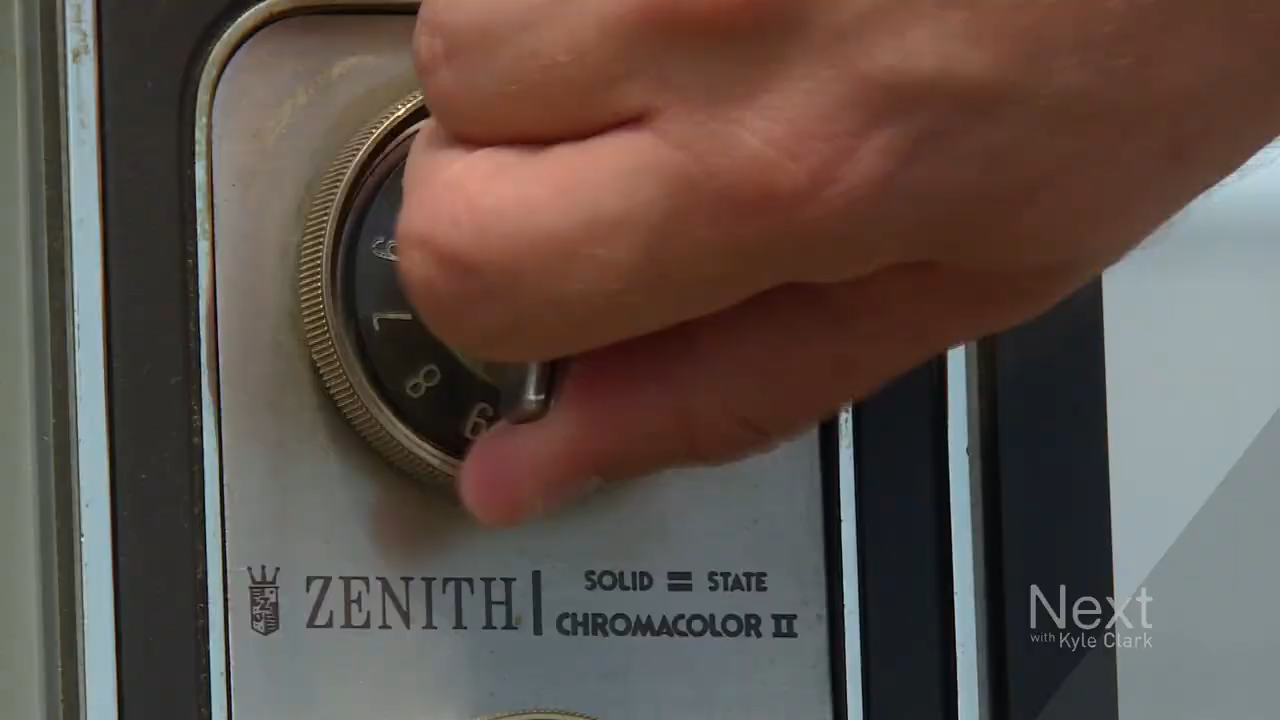 6
7
8
9
ZENITH
SOLID STATE
CHROMACOLOR II
Next
with Kyle Clark